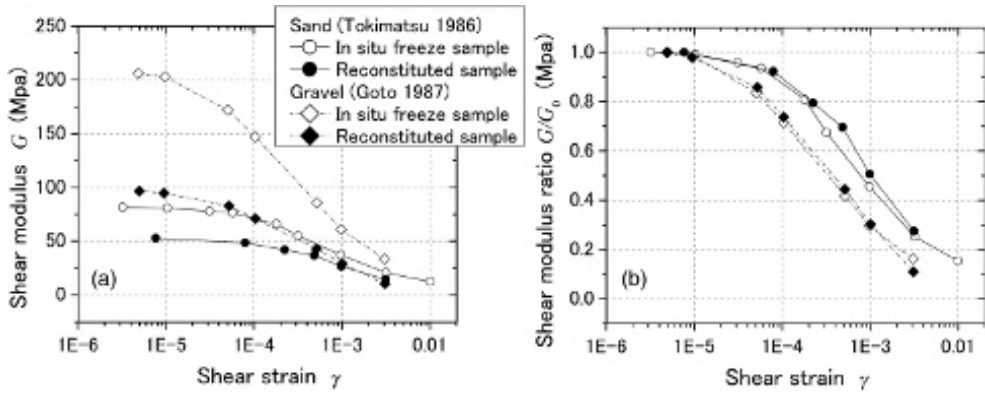 250
200
150
100
50
0
Shear modulus G (Mpa)
(a)
1E-6 1E-5 1E-4 1E-3 0.01
Shear strain γ
Sand (Tokimatsu 1986)
In situ freeze sample
Reconstituted sample
Gravel (Goto 1987)
In situ freeze sample
Reconstituted sample
1.0
0.8
0.6
0.4
0.2
0.0
Shear modulus ratio G/G₀ (Mpa)
(b)
1E-6 1E-5 1E-4 1E-3 0.01
Shear strain γ